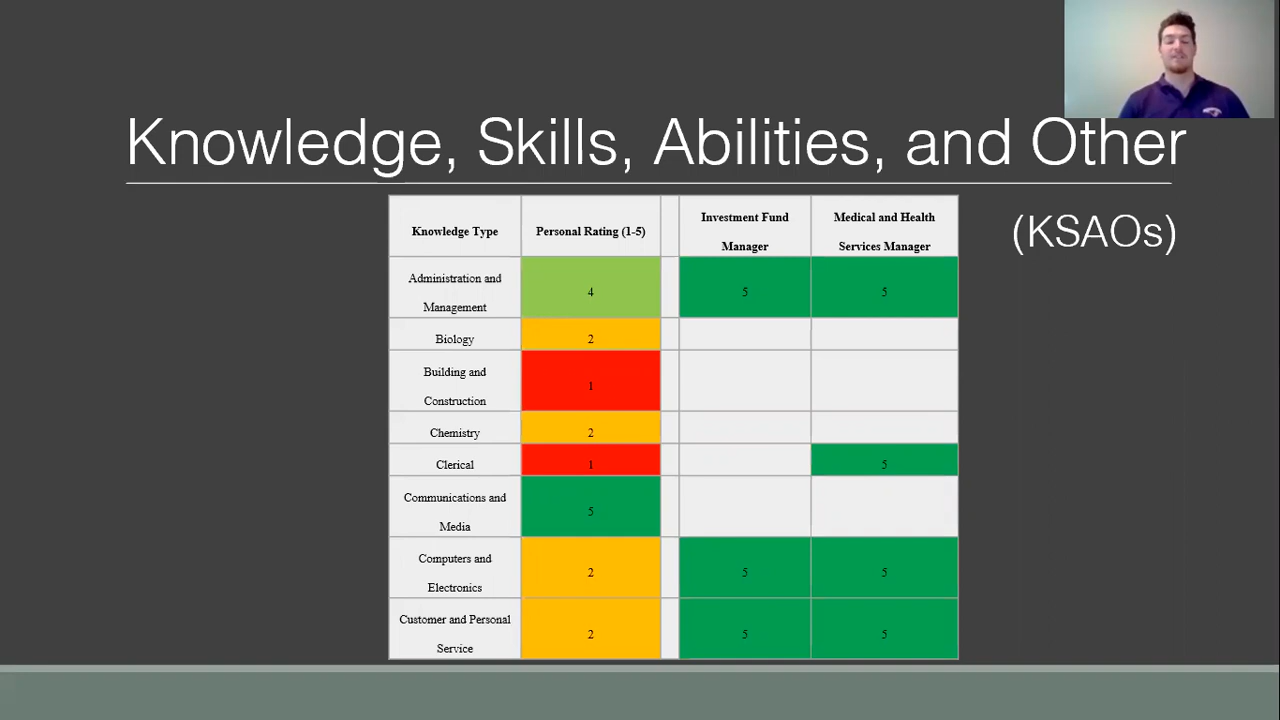 Knowledge, Skills, Abilities, and Other
(KSAOs)
Knowledge Type Personal Rating (1-5) Investment Fund Manager Medical and Health Services Manager
Administration and Management 4 5 5
Biology 2
Building and Construction 1
Chemistry 2
Clerical 1 5
Communications and Media 5
Computers and Electronics 2 5 5
Customer and Personal Service 2 5 5